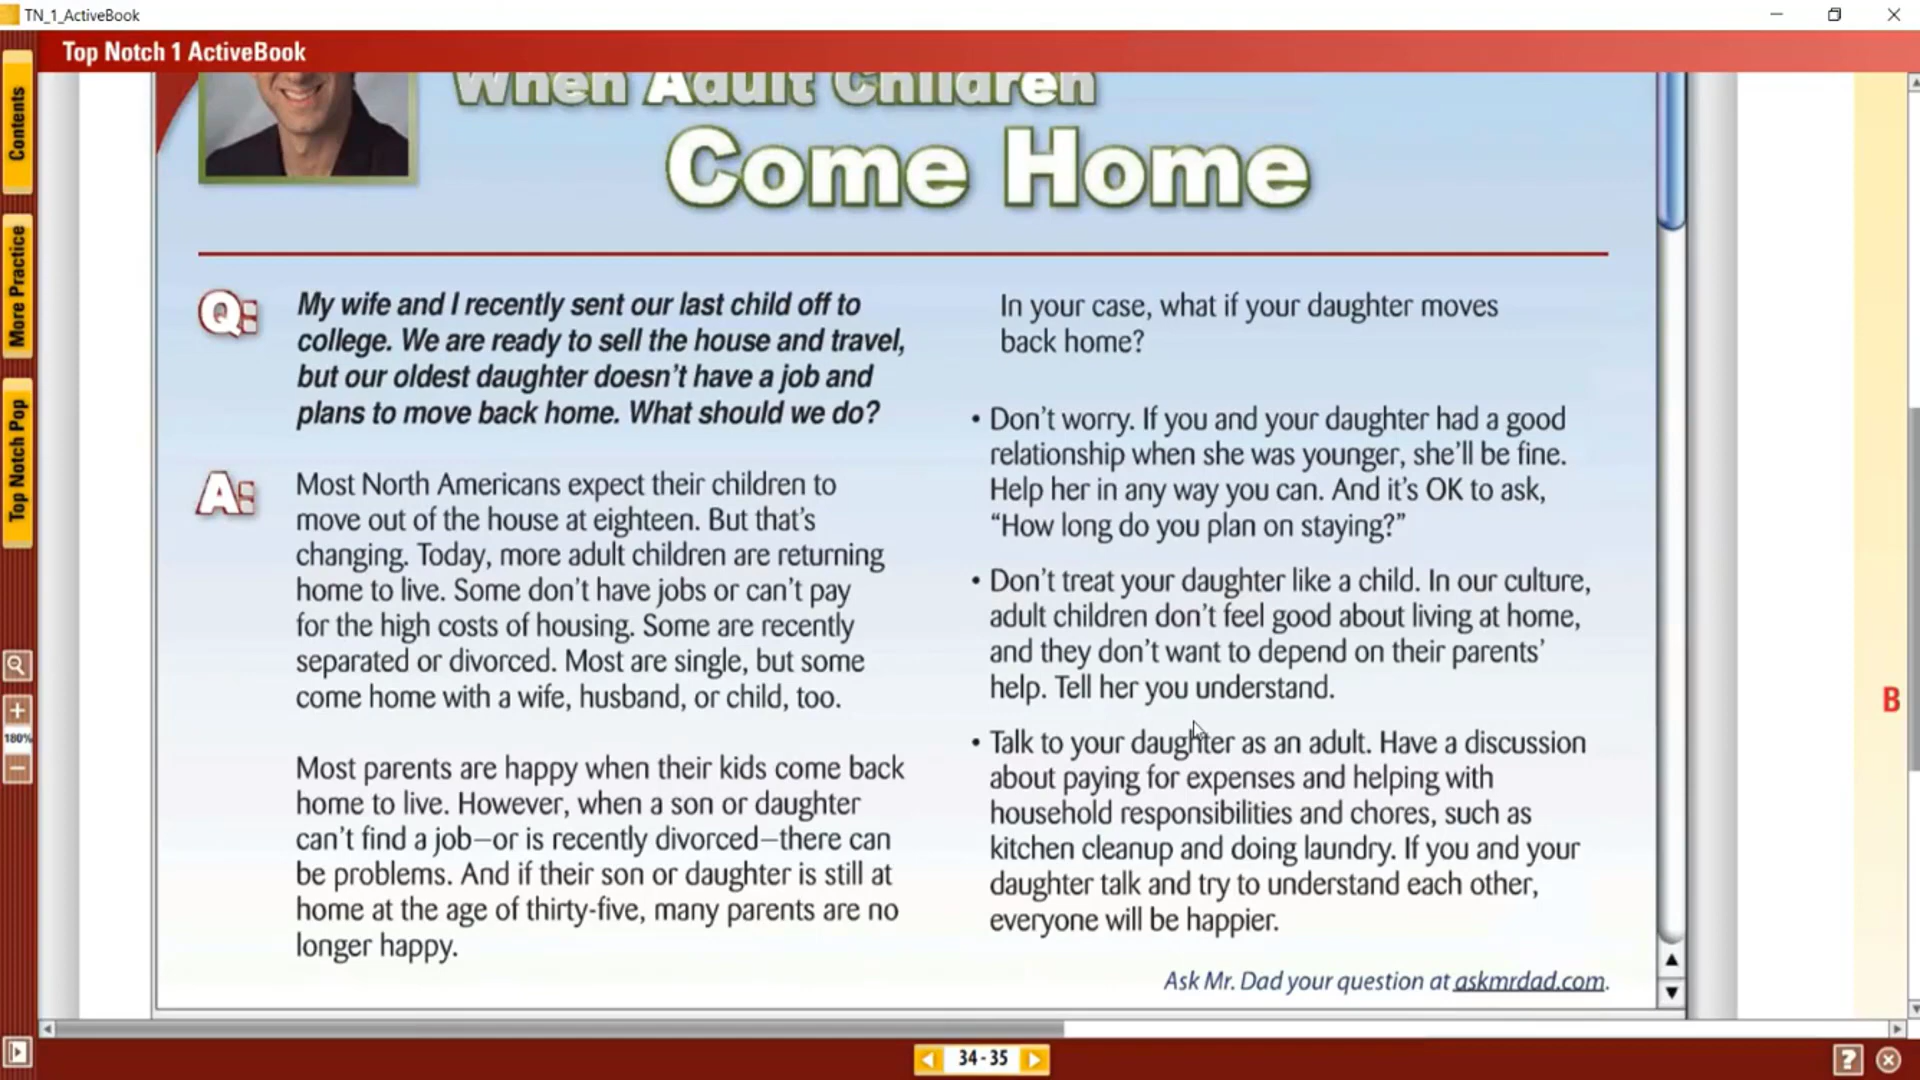 TN_1_ActiveBook
Top Notch 1 ActiveBook
Contents
More Practice
Top Notch Pop
180%
When Adult Children
Come Home
Q:
My wife and I recently sent our last child off to
college. We are ready to sell the house and travel,
but our oldest daughter doesn't have a job and
plans to move back home. What should we do?
A:
Most North Americans expect their children to
move out of the house at eighteen. But that's
changing. Today, more adult children are returning
home to live. Some don't have jobs or can't pay
for the high costs of housing. Some are recently
separated or divorced. Most are single, but some
come home with a wife, husband, or child, too.
Most parents are happy when their kids come back
home to live. However, when a son or daughter
can't find a job—or is recently divorced—there can
be problems. And if their son or daughter is still at
home at the age of thirty-five, many parents are no
longer happy.
In your case, what if your daughter moves
back home?
• Don't worry. If you and your daughter had a good
relationship when she was younger, she'll be fine.
Help her in any way you can. And it's OK to ask,
“How long do you plan on staying?”
• Don't treat your daughter like a child. In our culture,
adult children don't feel good about living at home,
and they don't want to depend on their parents'
help. Tell her you understand.
• Talk to your daughter as an adult. Have a discussion
about paying for expenses and helping with
household responsibilities and chores, such as
kitchen cleanup and doing laundry. If you and your
daughter talk and try to understand each other,
everyone will be happier.
Ask Mr. Dad your question at askmrdad.com.
B
34-35
?